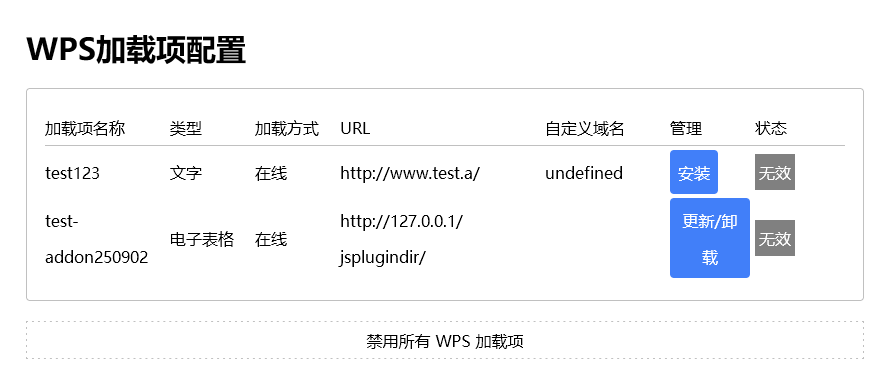 WPS加载项配置
加载项名称 类型 加载方式 URL 自定义域名 管理 状态
test123 文字 在线 http://www.test.a/ undefined 安装 无效
test-addon250902 电子表格 在线 http://127.0.0.1/jsplugindir/ 更新/卸载 无效
禁用所有 WPS 加载项